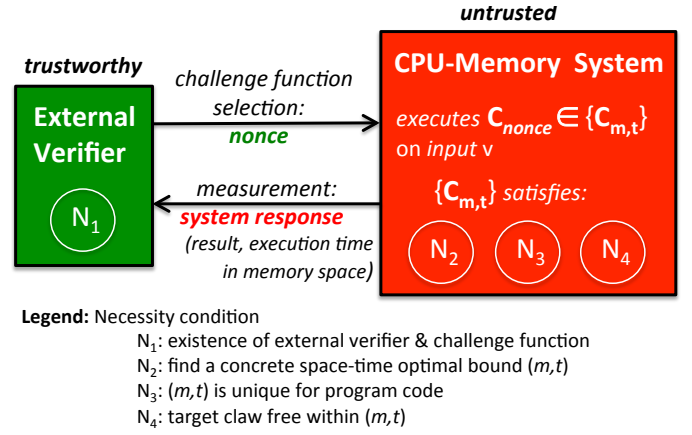 untrusted
trustworthy
External
Verifier
N1
challenge function
selection:
nonce
measurement:
system response
(result, execution time
in memory space)
CPU-Memory System
executes Cnonce ∈ {Cm,t}
on input v
{Cm,t} satisfies:
N2 N3 N4
Legend: Necessity condition
N1: existence of external verifier & challenge function
N2: find a concrete space-time optimal bound (m,t)
N3: (m,t) is unique for program code
N4: target claw free within (m,t)